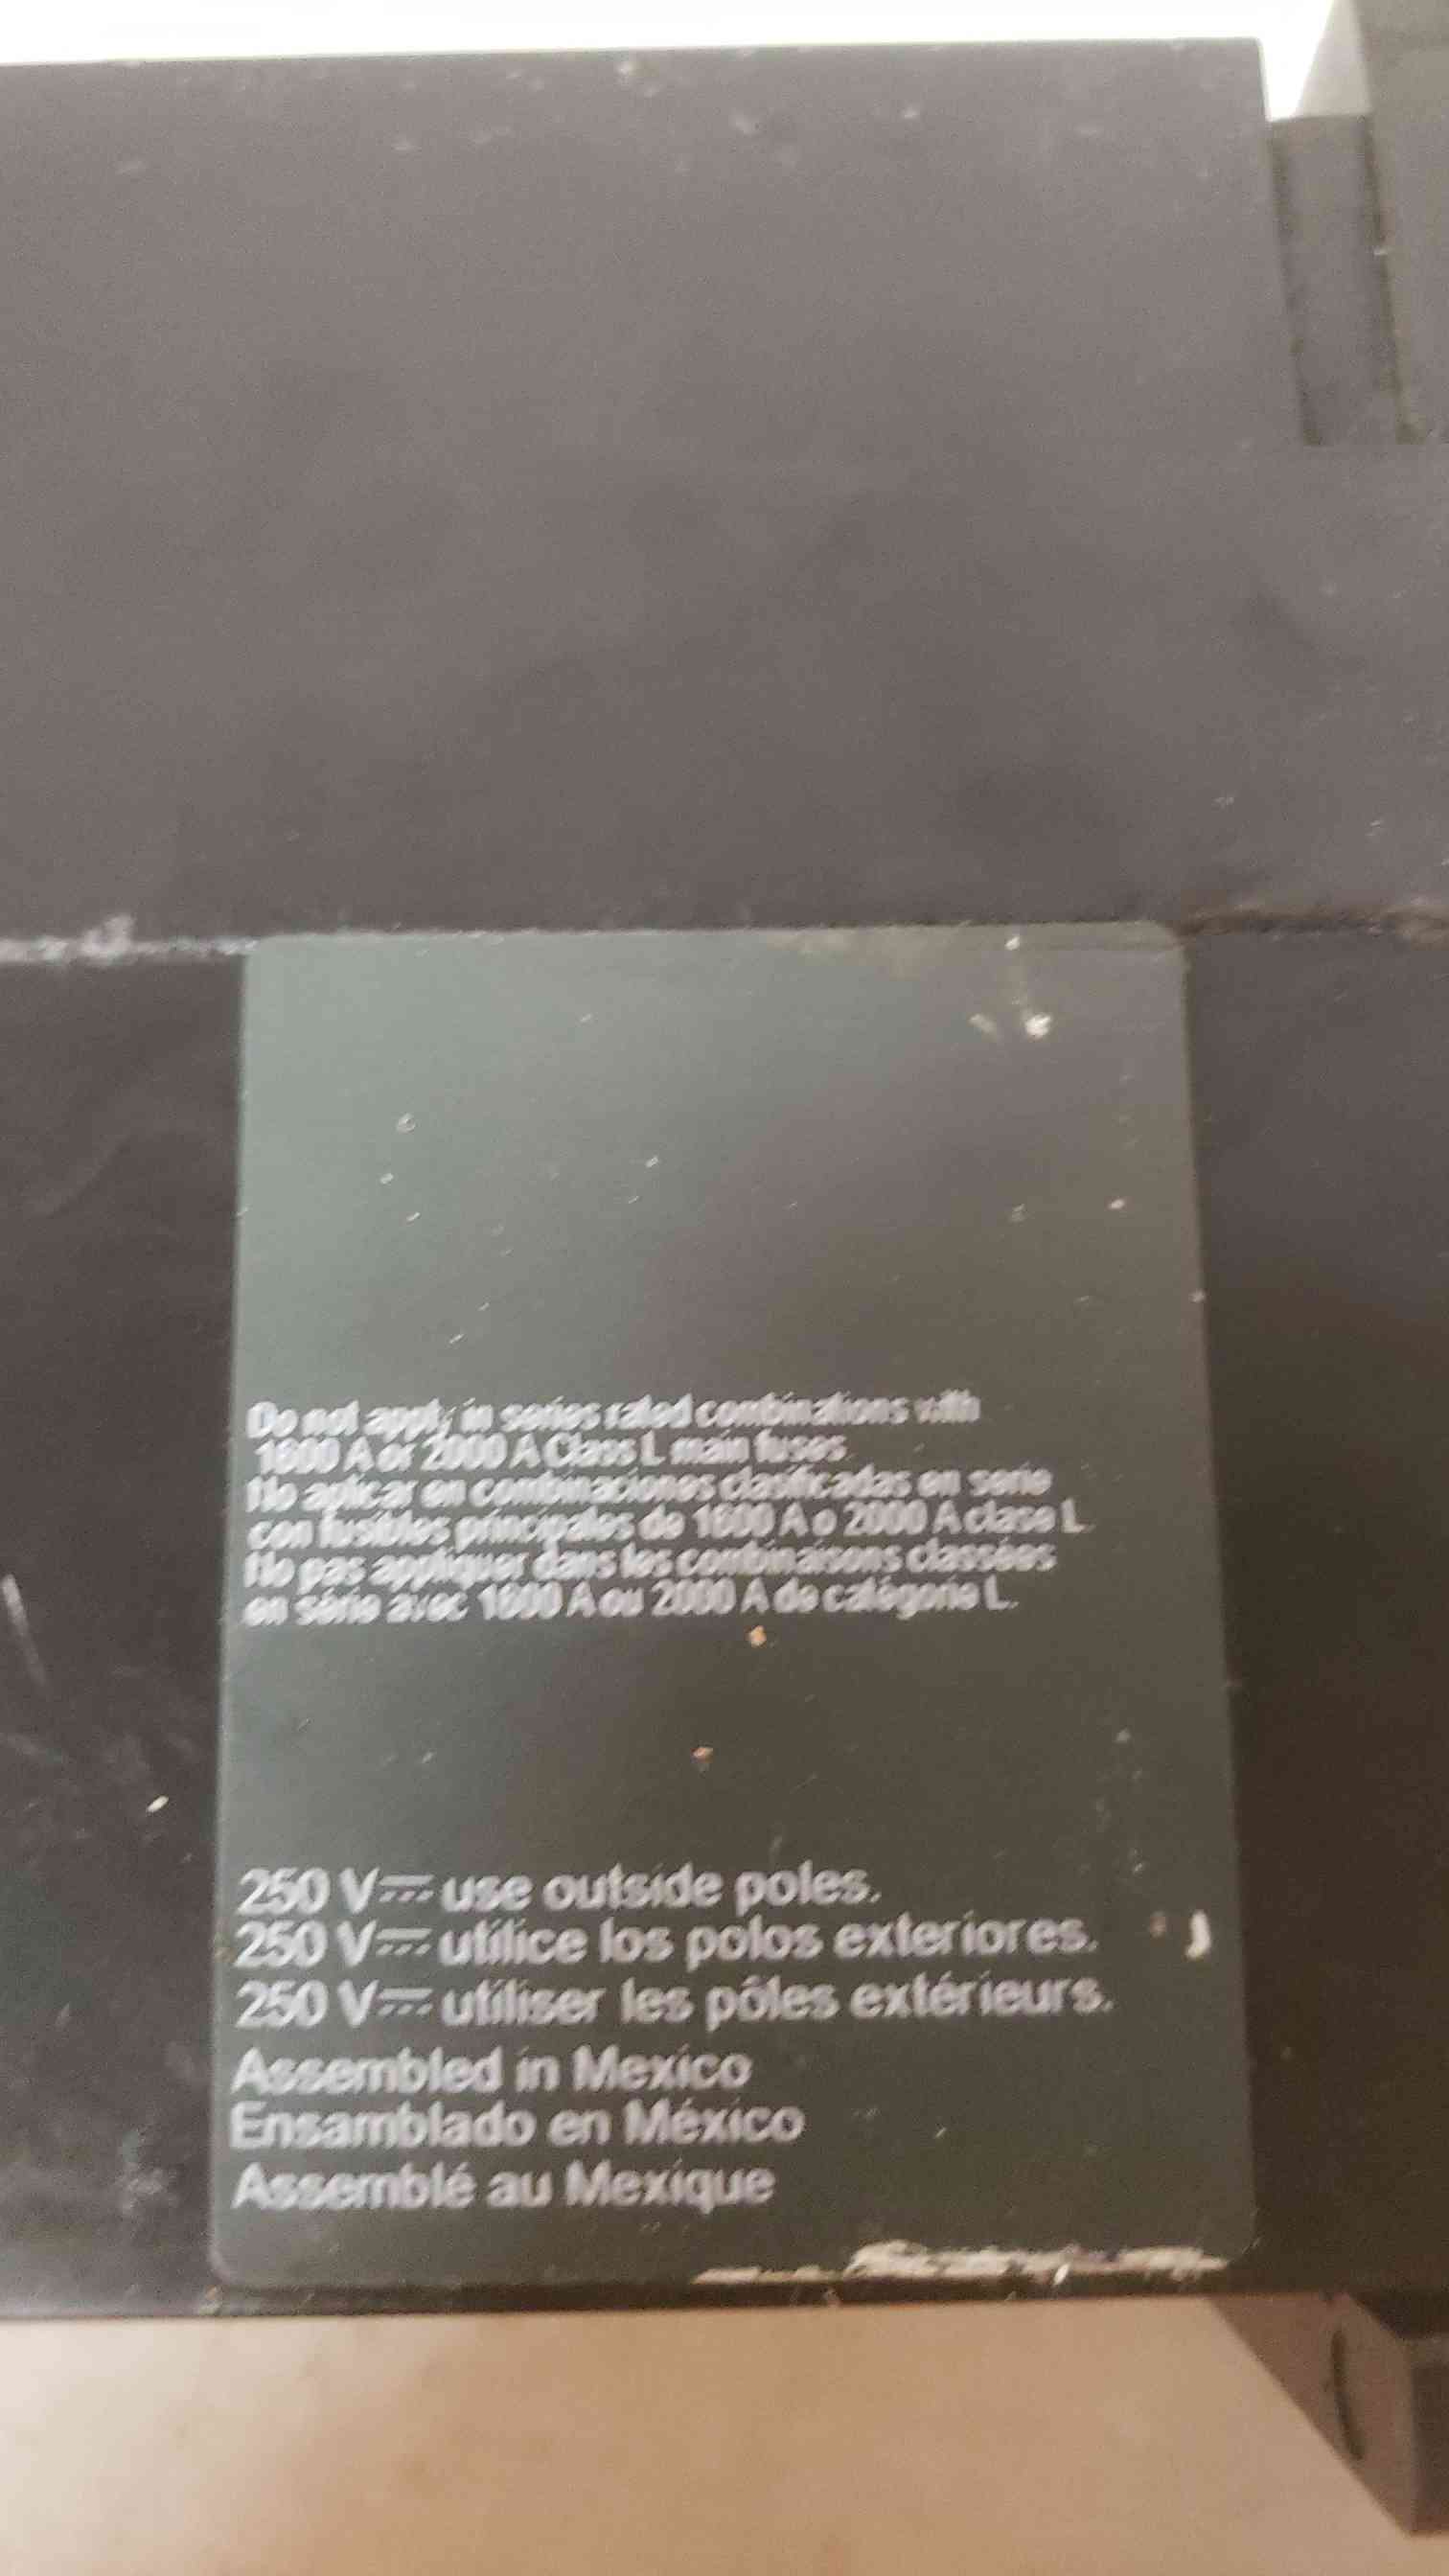 Do not apply in series rated combinations with
1600 A or 2000 A Class L main fuses.
No aplicar en combinaciones clasificadas en serie
con fusibles principales de 1600 A o 2000 A clase L.
No pas appliquer dans les combinaisons classées
en série avec 1600 A ou 2000 A de catégorie L.
250 V⎓ use outside poles.
250 V⎓ utilice los polos exteriores.
250 V⎓ utiliser les pôles extérieurs.
Assembled in Mexico
Ensamblado en México
Assemblé au Mexique